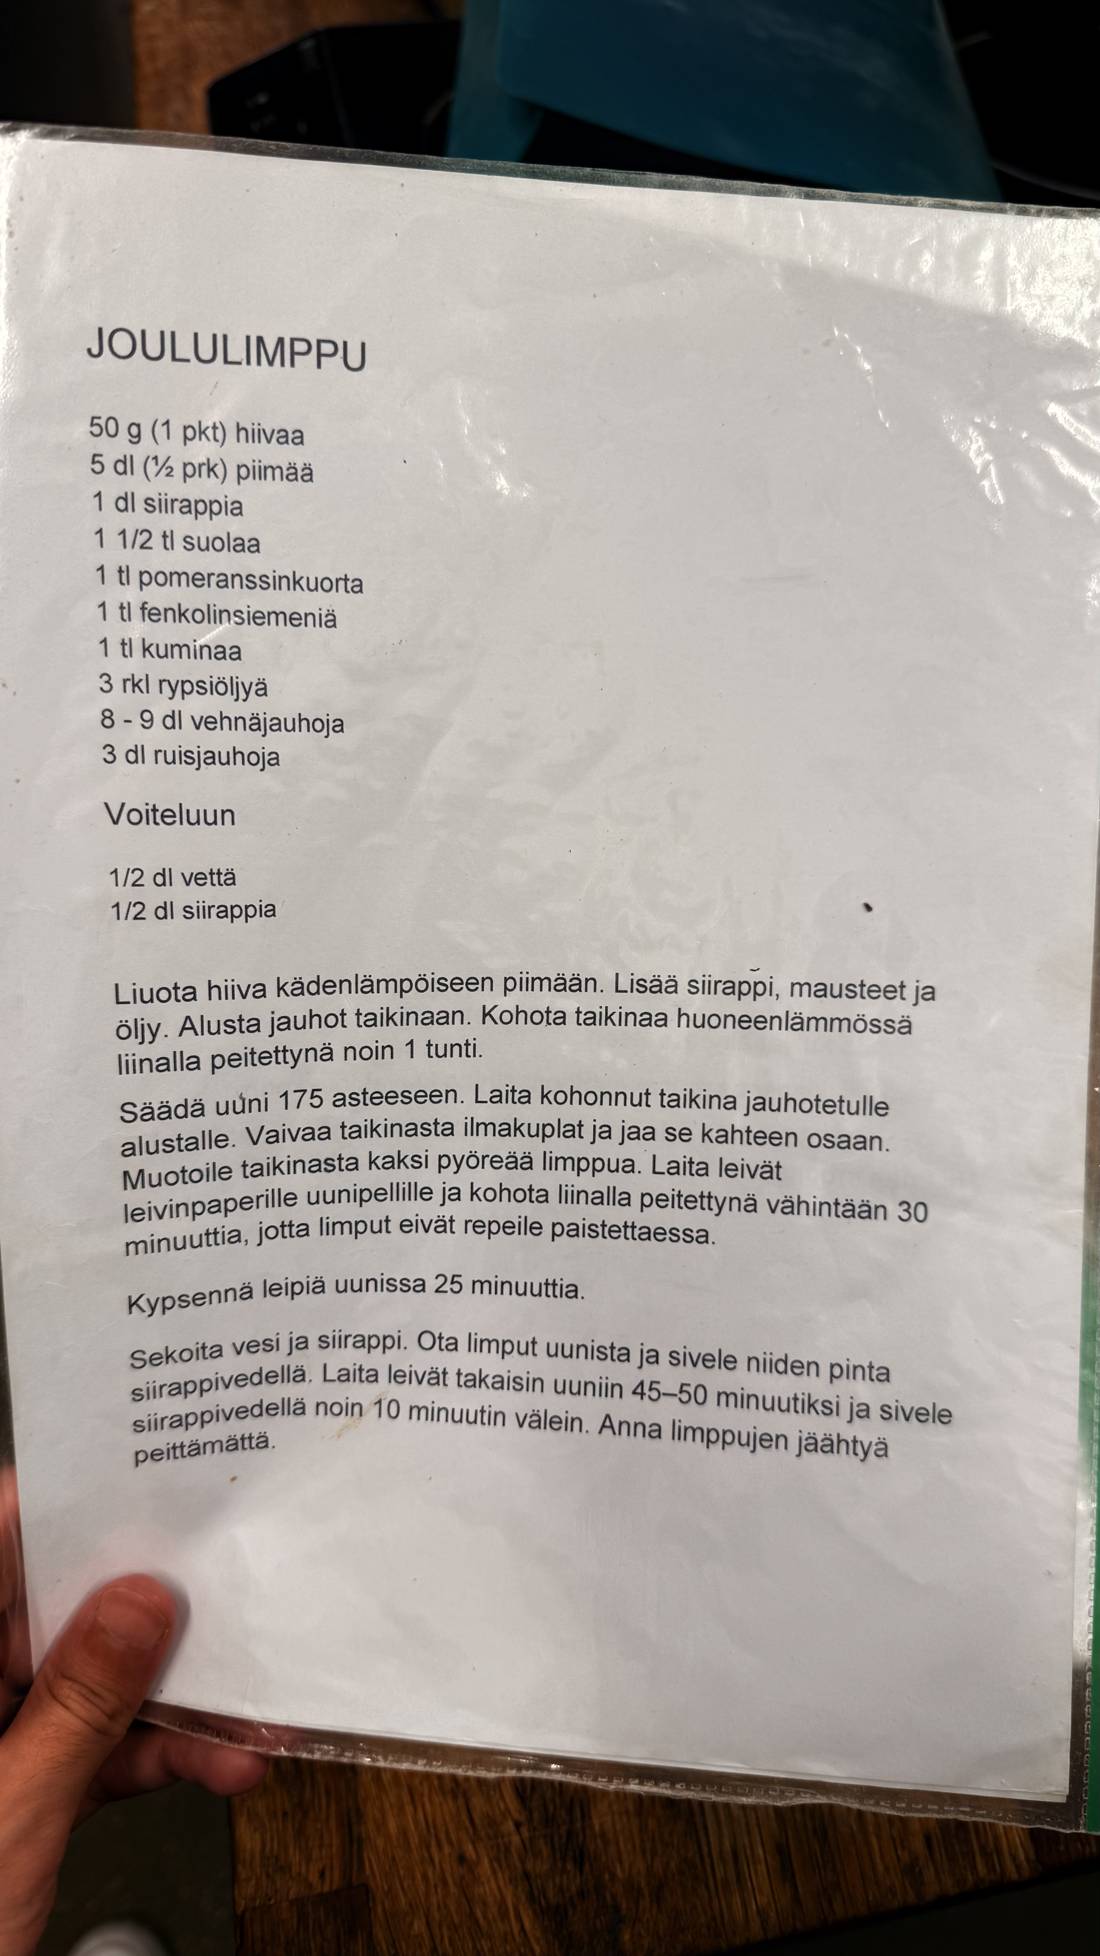 JOULULIMPPU
50 g (1 pkt) hiivaa
5 dl (½ prk) piimää
1 dl siirappia
1 1/2 tl suolaa
1 tl pomeranssinkuorta
1 tl fenkolinsiemeniä
1 tl kuminaa
3 rkl rypsiöljyä
8 - 9 dl vehnäjauhoja
3 dl ruisjauhoja
Voiteluun
1/2 dl vettä
1/2 dl siirappia
Liuota hiiva kädenlämpöiseen piimään. Lisää siirappi, mausteet ja
öljy. Alusta jauhot taikinaan. Kohota taikinaa huoneenlämmössä
liinalla peitettynä noin 1 tunti.
Säädä uuni 175 asteeseen. Laita kohonnut taikina jauhotetulle
alustalle. Vaivaa taikinasta ilmakuplat ja jaa se kahteen osaan.
Muotoile taikinasta kaksi pyöreää limppua. Laita leivät
leivinpaperille uunipellille ja kohota liinalla peitettynä vähintään 30
minuuttia, jotta limput eivät repeile paistettaessa.
Kypsennä leipiä uunissa 25 minuuttia.
Sekoita vesi ja siirappi. Ota limput uunista ja sivele niiden pinta
siirappivedellä. Laita leivät takaisin uuniin 45–50 minuutiksi ja sivele
siirappivedellä noin 10 minuutin välein. Anna limppujen jäähtyä
peittämättä.